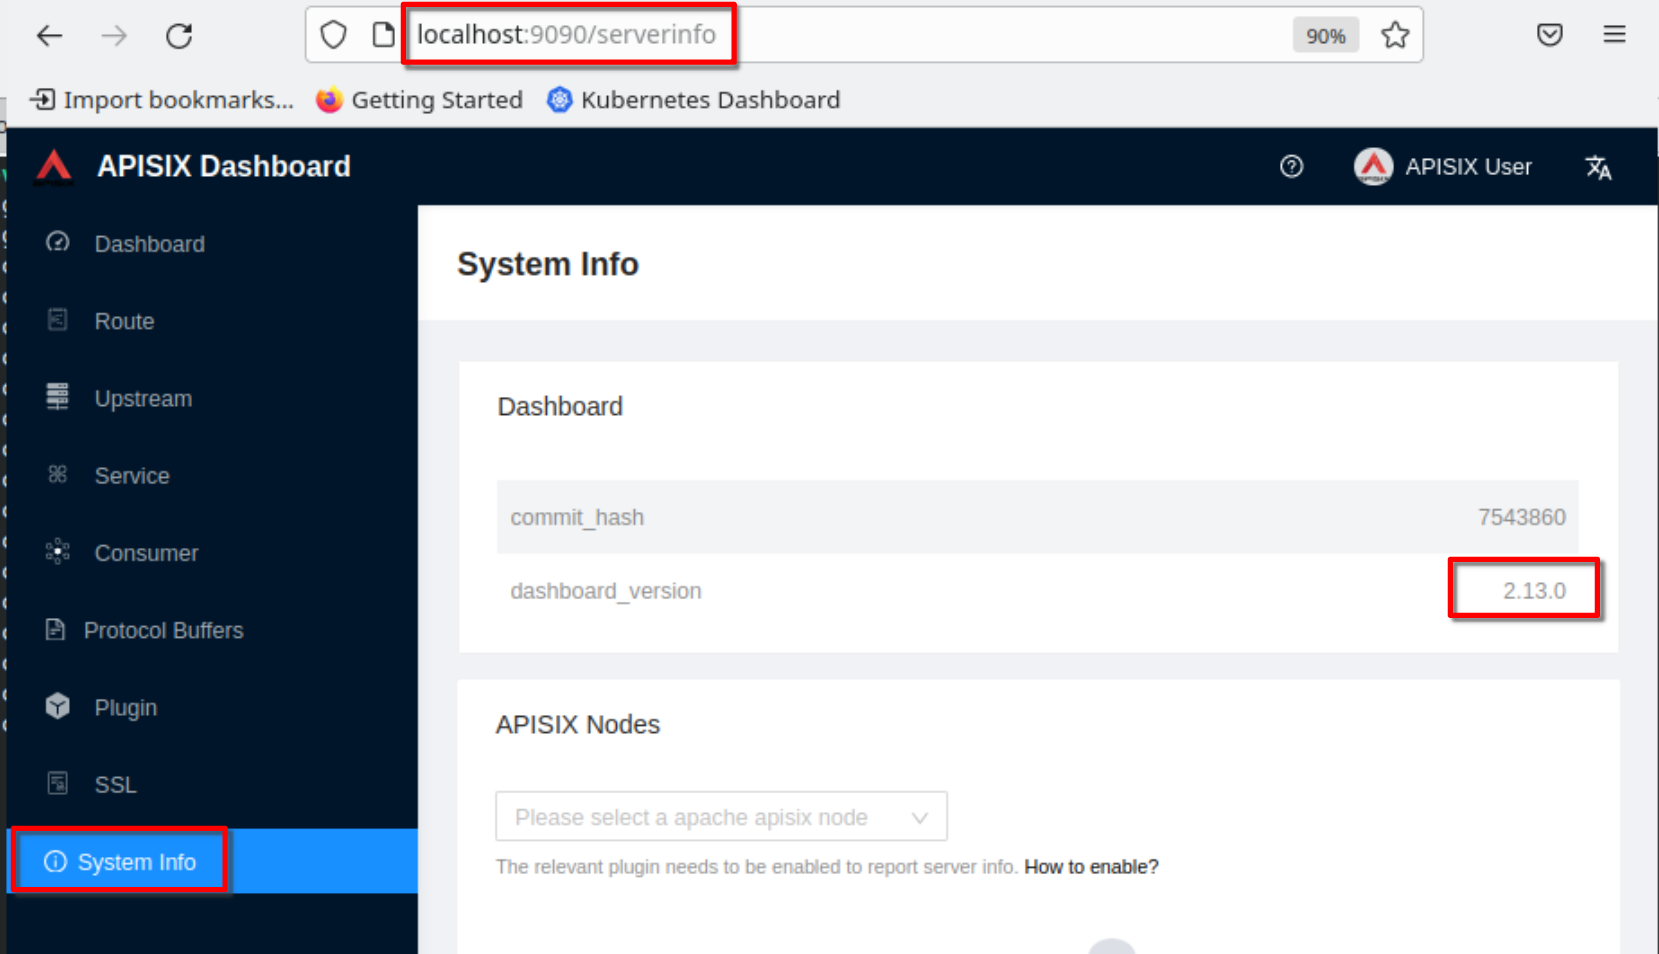 localhost:9090/serverinfo
90%
Import bookmarks...
Getting Started
Kubernetes Dashboard
APISIX Dashboard
APISIX User
Dashboard
Route
Upstream
Service
Consumer
Protocol Buffers
Plugin
SSL
System Info
System Info
Dashboard
commit_hash 7543860
dashboard_version 2.13.0
APISIX Nodes
Please select a apache apisix node
The relevant plugin needs to be enabled to report server info. How to enable?